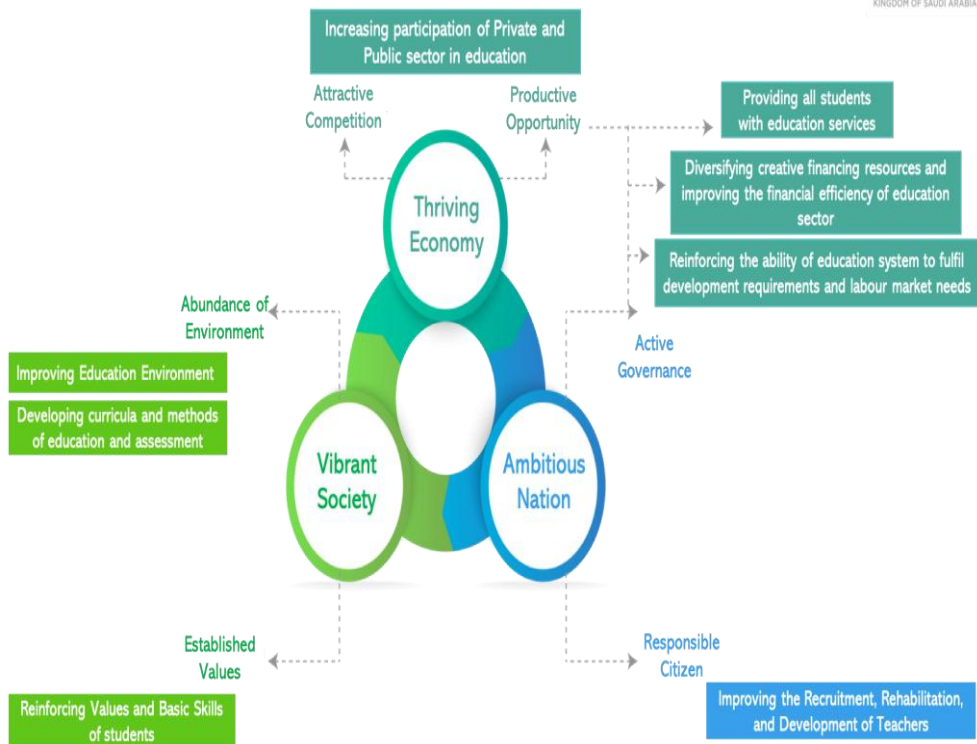 KINGDOM OF SAUDI ARABIA
Increasing participation of Private and
Public sector in education
Attractive
Competition
Productive
Opportunity
Providing all students
with education services
Diversifying creative financing resources and
improving the financial efficiency of education
sector
Reinforcing the ability of education system to fulfil
development requirements and labour market needs
Thriving
Economy
Abundance of
Environment
Active
Governance
Improving Education Environment
Developing curricula and methods
of education and assessment
Vibrant
Society
Ambitious
Nation
Established
Values
Responsible
Citizen
Reinforcing Values and Basic Skills
of students
Improving the Recruitment, Rehabilitation,
and Development of Teachers